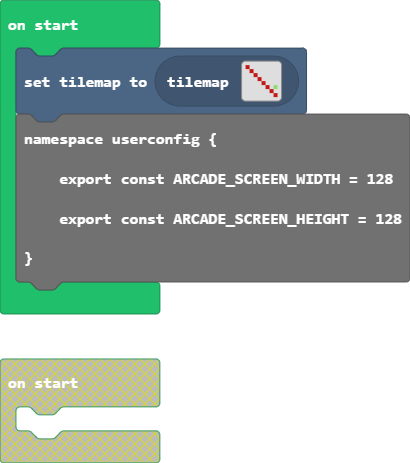 on start
set tilemap to tilemap
namespace userconfig {
export const ARCADE_SCREEN_WIDTH = 128
export const ARCADE_SCREEN_HEIGHT = 128
}
on start